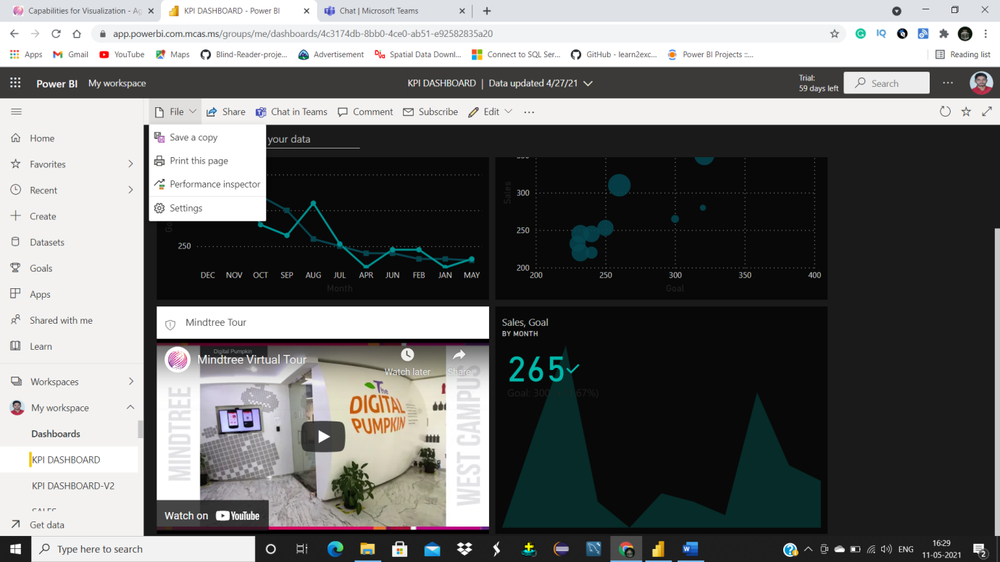 Capabilities for Visualization - Ag
KPI DASHBOARD - Power BI
Chat | Microsoft Teams
app.powerbi.com.mcas.ms/groups/me/dashboards/4c3174db-8bb0-4ce0-ab51-e92582835a20
Apps
Gmail
YouTube
Maps
Blind-Reader-proje...
Advertisement
Spatial Data Downl...
Connect to SQL Ser...
GitHub - learn2exc...
Power BI Projects ::...
Reading list
Power BI
My workspace
KPI DASHBOARD | Data updated 4/27/21
Trial:
59 days left
Search
File
Share
Chat in Teams
Comment
Subscribe
Edit
Save a copy
Print this page
Performance inspector
Settings
your data
Home
Favorites
Recent
Create
Datasets
Goals
Apps
Shared with me
Learn
Workspaces
My workspace
Dashboards
KPI DASHBOARD
KPI DASHBOARD-V2
SALES
Get data
250
DEC NOV OCT SEP AUG JUL APR JUN FEB JAN MAY
Month
Sales
350
300
250
200
200 250 300 350 400
Goal
Mindtree Tour
Digital Pumpkin
Mindtree Virtual Tour
Watch later
Share
MINDTREE
The
DIGITAL
PUMPKIN
WEST CAMPUS
Watch on YouTube
Sales, Goal
BY MONTH
265
Goal: 300
67%)
Type here to search
ENG
16:29
11-05-2021
2